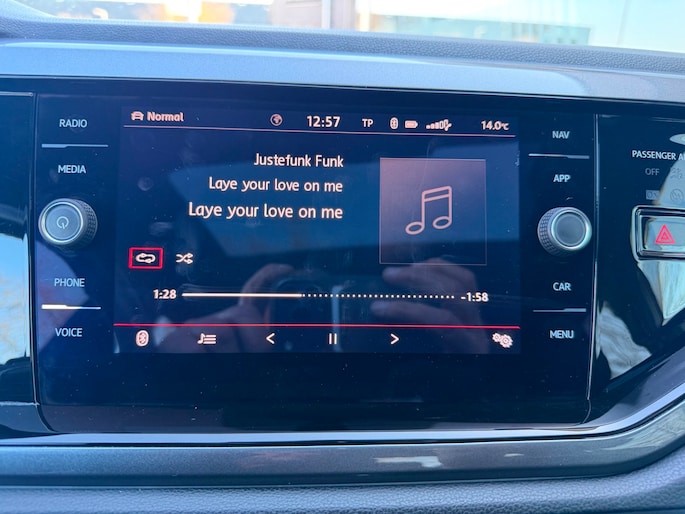 RADIO
MEDIA
PHONE
VOICE
Normal
12:57
TP
14.0°C
Justefunk Funk
Laye your love on me
Laye your love on me
1:28
-1:58
NAV
APP
CAR
MENU
PASSENGER
OFF